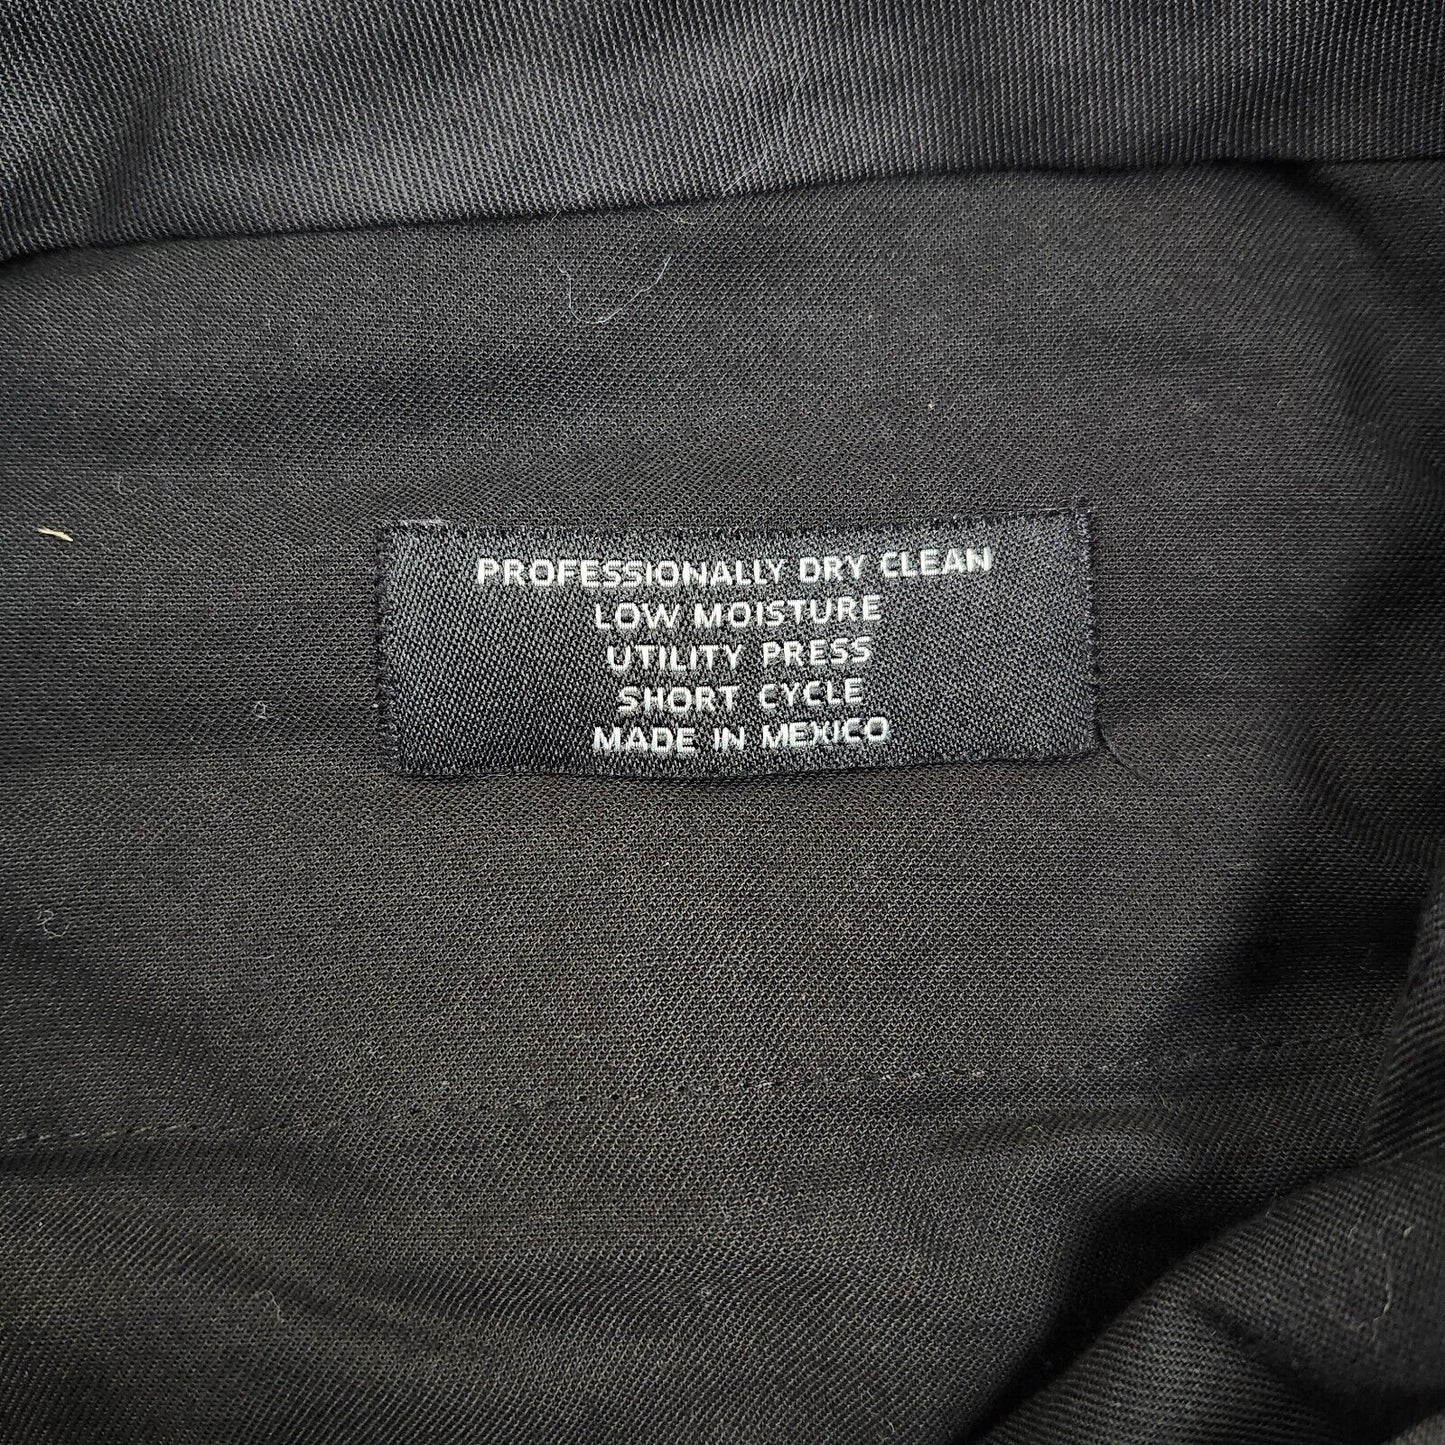 PROFESSIONALLY DRY CLEAN
LOW MOISTURE
UTILITY PRESS
SHORT CYCLE
MADE IN MEXICO